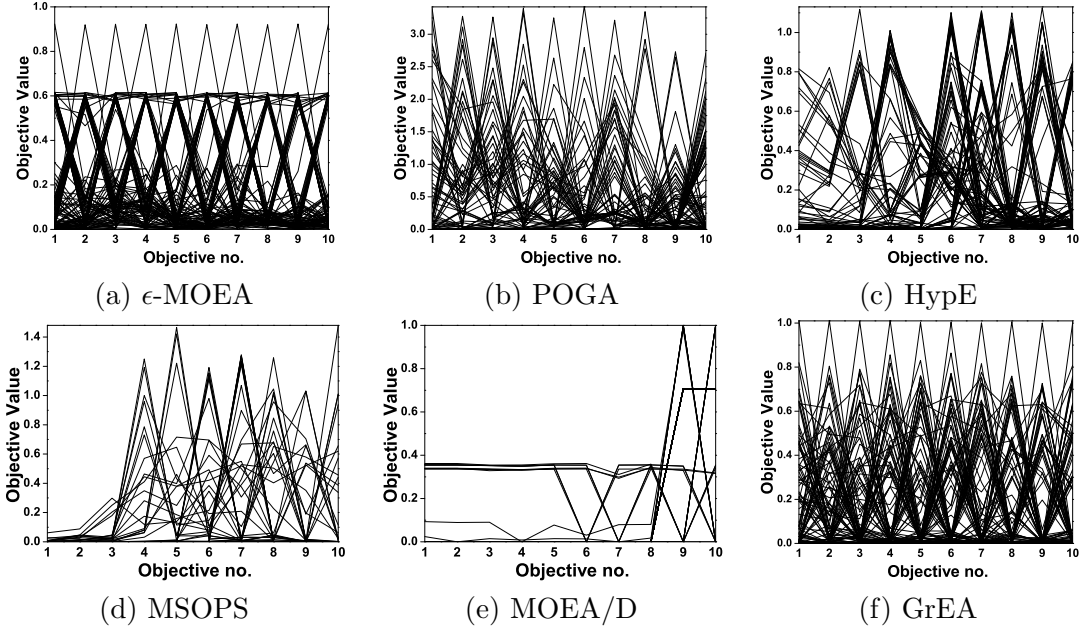 1.0
0.8
0.6
0.4
0.2
0.0
Objective Value
1 2 3 4 5 6 7 8 9 10
Objective no.
(a) ϵ-MOEA
3.0
2.5
2.0
1.5
1.0
0.5
0.0
Objective Value
1 2 3 4 5 6 7 8 9 10
Objective no.
(b) POGA
1.0
0.8
0.6
0.4
0.2
0.0
Objective Value
1 2 3 4 5 6 7 8 9 10
Objective no.
(c) HypE
1.4
1.2
1.0
0.8
0.6
0.4
0.2
0.0
Objective Value
1 2 3 4 5 6 7 8 9 10
Objective no.
(d) MSOPS
1.0
0.8
0.6
0.4
0.2
0.0
Objective Value
1 2 3 4 5 6 7 8 9 10
Objective no.
(e) MOEA/D
1.0
0.8
0.6
0.4
0.2
0.0
Objective Value
1 2 3 4 5 6 7 8 9 10
Objective no.
(f) GrEA